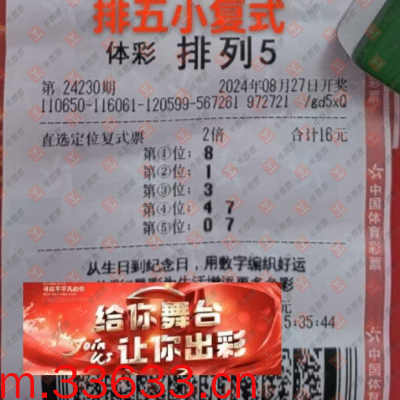 排五小复式
体彩 排列5
第 24230期 2024年08月27日开奖
110650-116061-120599-567261 972721 /gd5xQ
直选定位复式票 2倍 合计16元
第①位: 8
第②位: 1
第③位: 3
第④位: 4 7
第⑤位: 0 7
从生日到纪念日，用数字编织好运
元
5:35:44
给你舞台
Join us 让你出彩
中国体育彩票